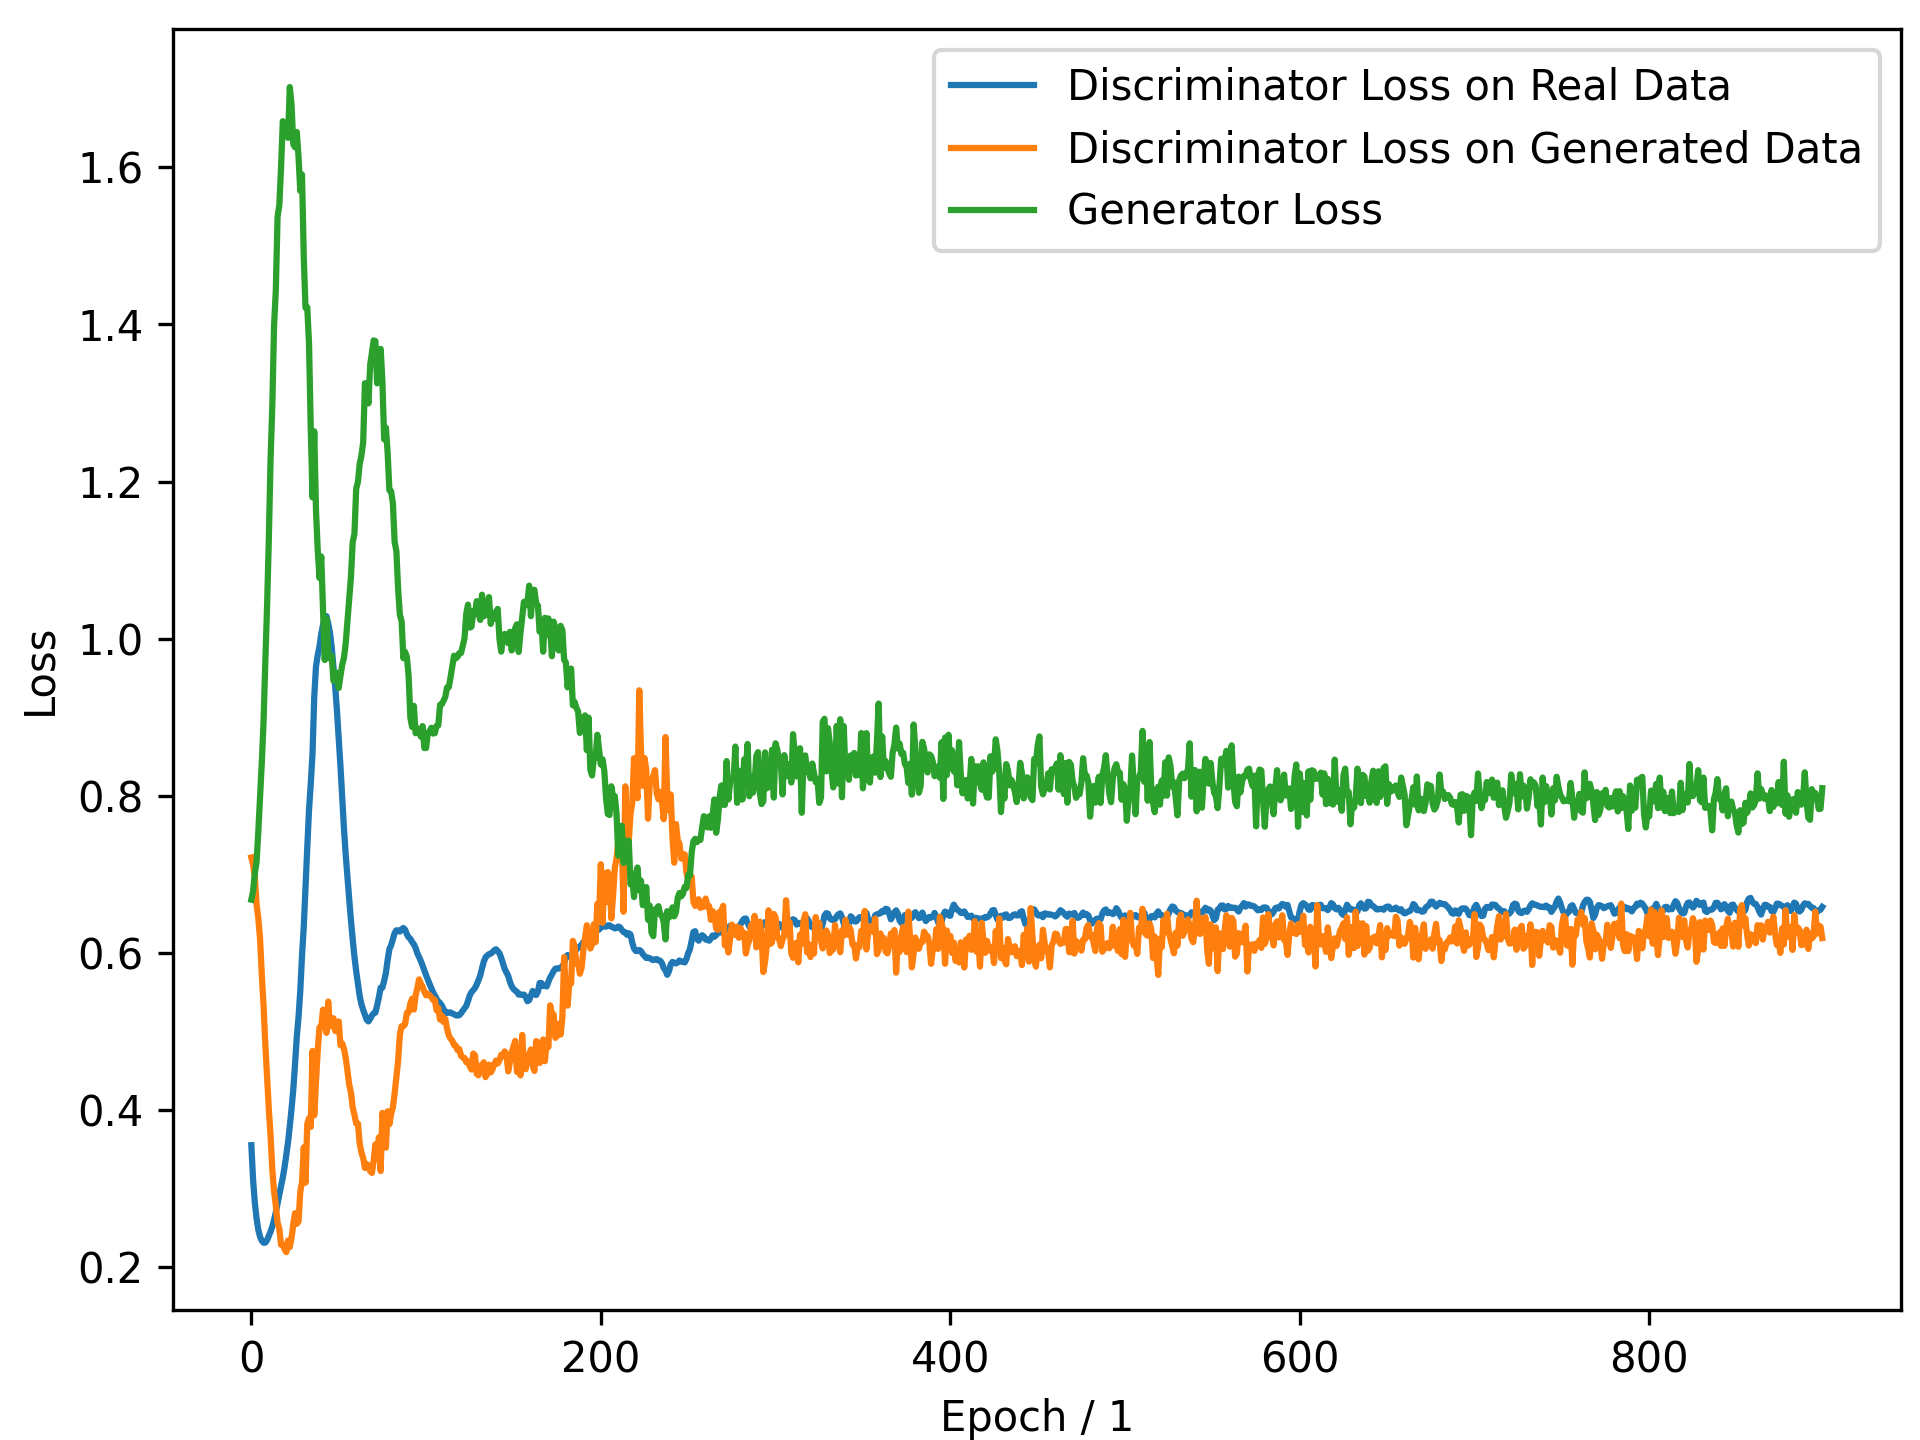 Discriminator Loss on Real Data
Discriminator Loss on Generated Data
Generator Loss
1.6
1.4
1.2
1.0
0.8
0.6
0.4
0.2
Loss
0 200 400 600 800
Epoch / 1